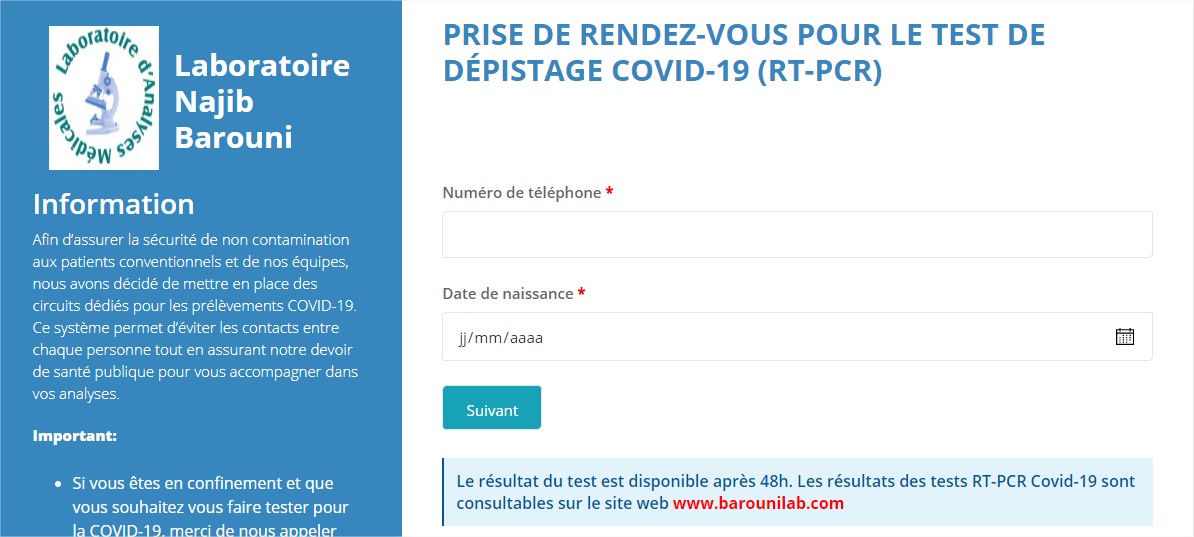 Laboratoire d'Analyses Médicales
Laboratoire
Najib
Barouni
Information
Afin d’assurer la sécurité de non contamination
aux patients conventionnels et de nos équipes,
nous avons décidé de mettre en place des
circuits dédiés pour les prélèvements COVID-19.
Ce système permet d’éviter les contacts entre
chaque personne tout en assurant notre devoir
de santé publique pour vous accompagner dans
vos analyses.
Important:
• Si vous êtes en confinement et que
vous souhaitez vous faire tester pour
la COVID-19, merci de nous appeler
PRISE DE RENDEZ-VOUS POUR LE TEST DE
DÉPISTAGE COVID-19 (RT-PCR)
Numéro de téléphone *
Date de naissance *
jj/mm/aaaa
Suivant
Le résultat du test est disponible après 48h. Les résultats des tests RT-PCR Covid-19 sont
consultables sur le site web www.barounilab.com